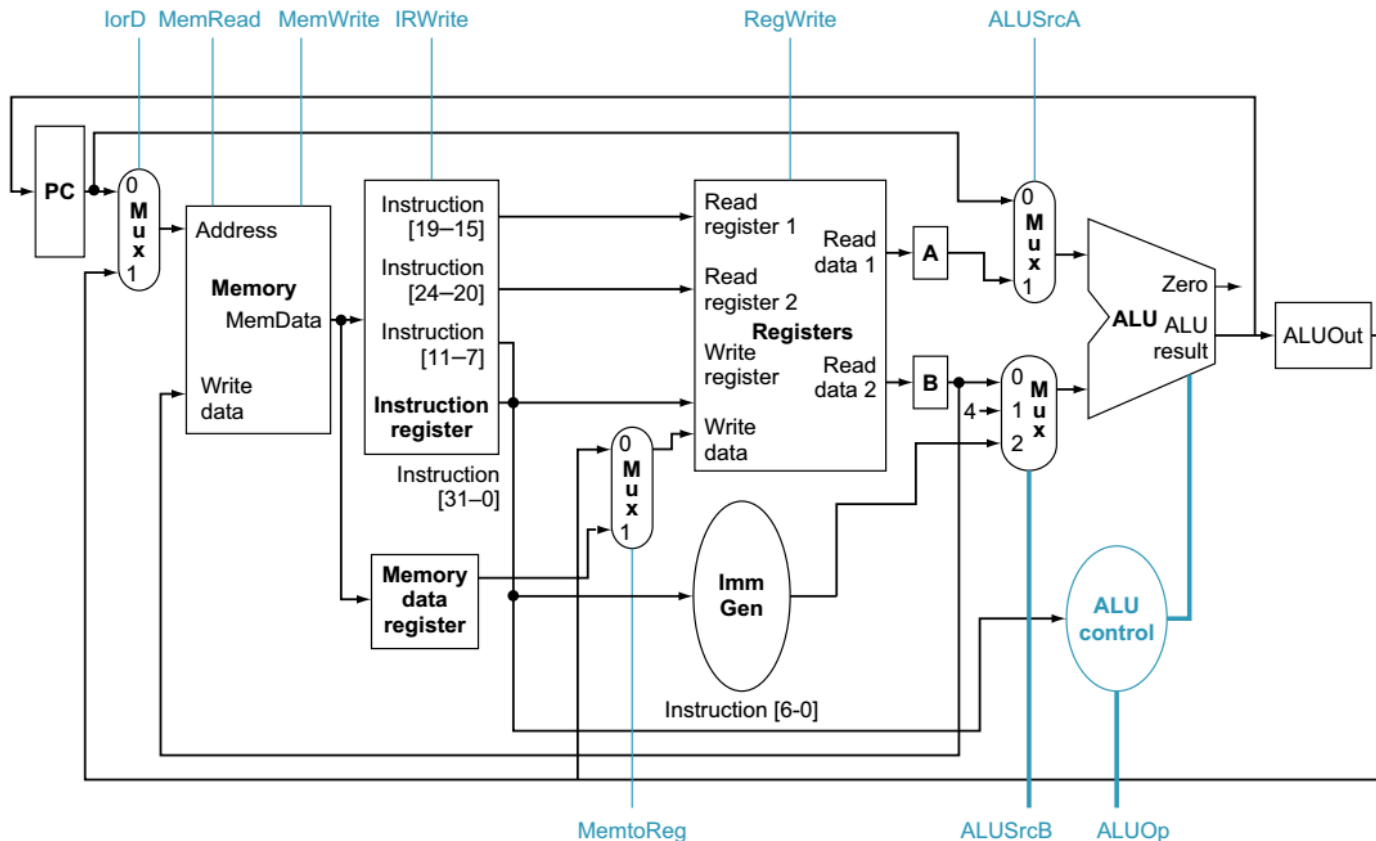 IorD MemRead MemWrite IRWrite RegWrite ALUSrcA
PC
0
M
u
x
1
Address
Memory
MemData
Write
data
Instruction
[19–15]
Instruction
[24–20]
Instruction
[11–7]
Instruction
register
Instruction
[31–0]
Memory
data
register
0
M
u
x
1
Read
register 1
Read
register 2
Registers
Write
register
Write
data
Read
data 1
Read
data 2
A
B
0
M
u
x
1
4
0
1
2
M
u
x
Zero
ALU
ALU
result
ALUOut
Imm
Gen
ALU
control
Instruction [6-0]
MemtoReg ALUSrcB ALUOp